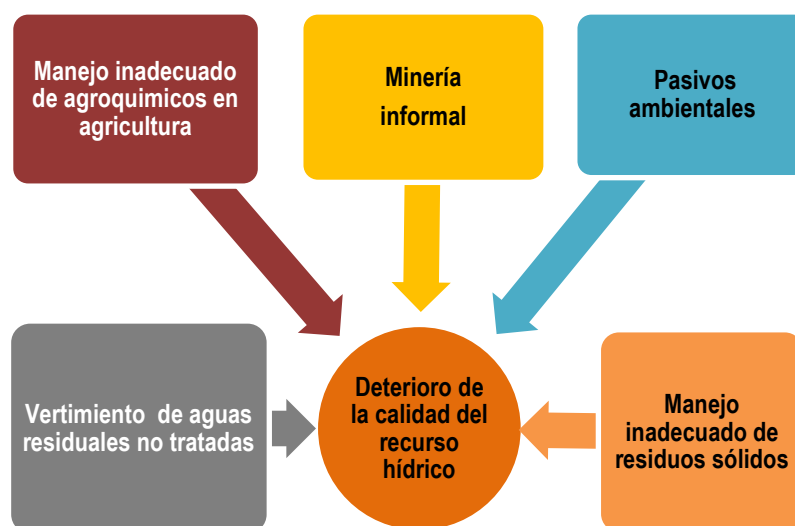 Manejo inadecuado
de agroquimicos en
agricultura
Minería
informal
Pasivos
ambientales
Vertimiento de aguas
residuales no tratadas
Deterioro de
la calidad del
recurso
hídrico
Manejo
inadecuado de
residuos sólidos